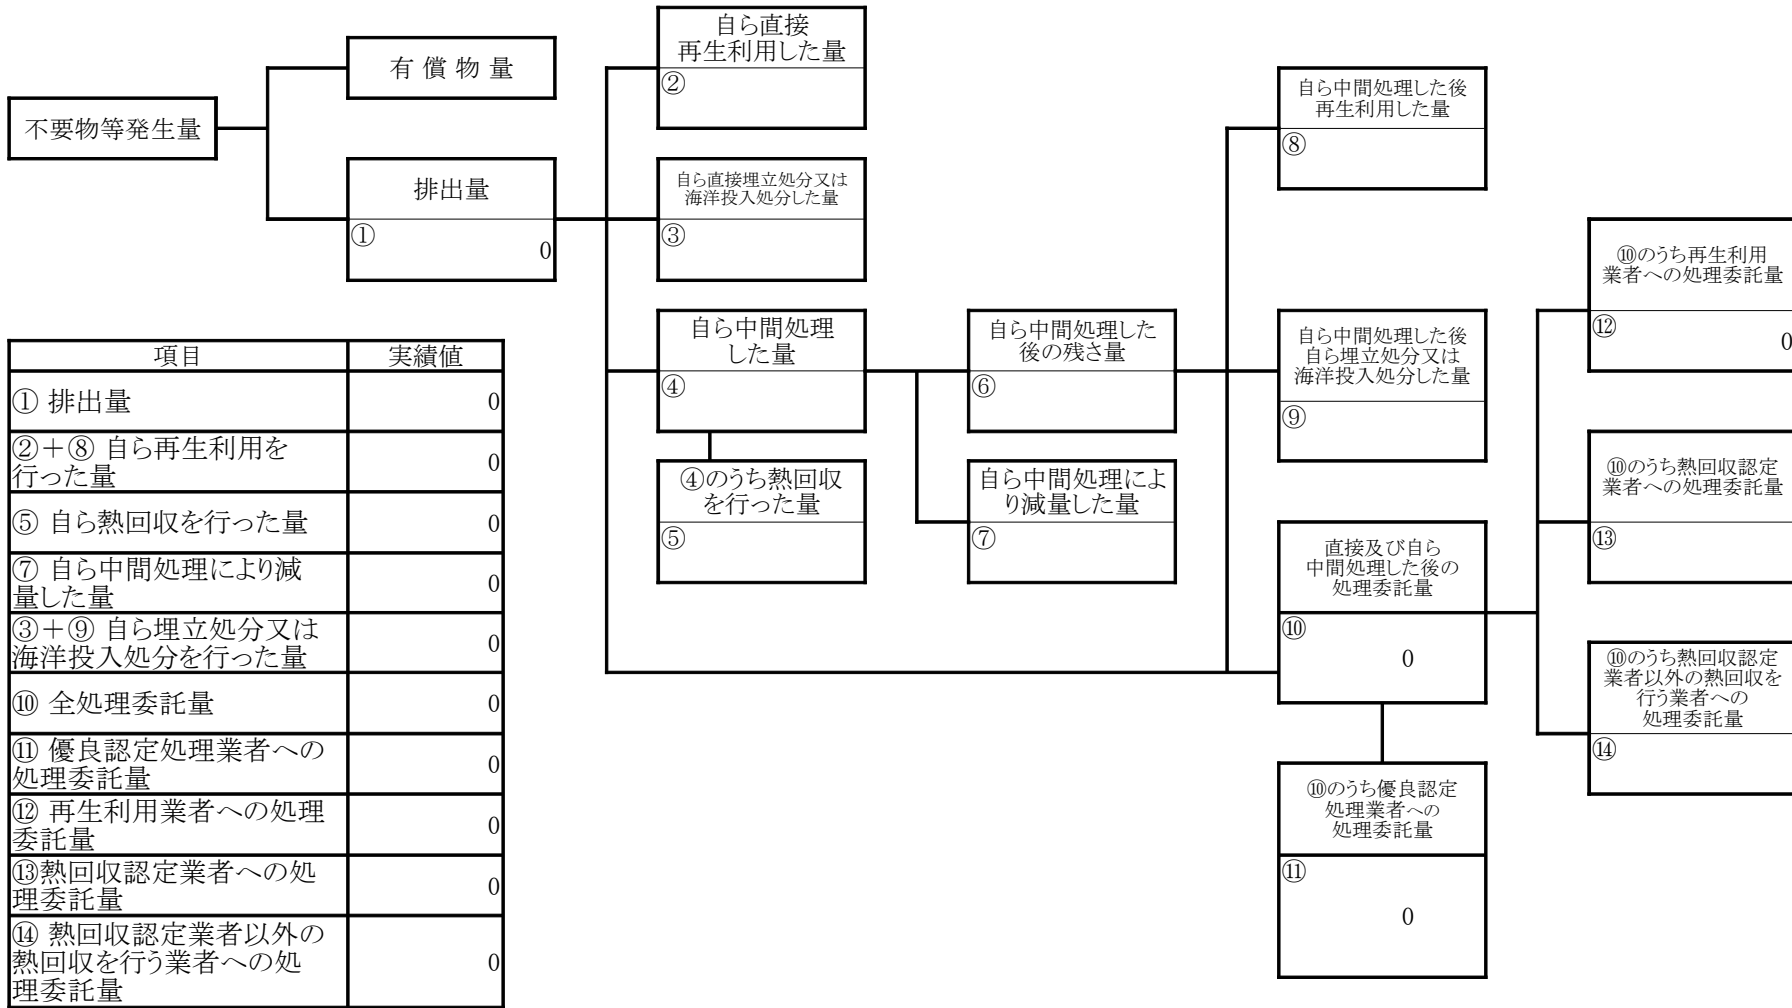 不要物等発生量
有 償 物 量
排出量
①
0
自ら直接
再生利用した量
②
自ら直接埋立処分又は
海洋投入処分した量
③
自ら中間処理
した量
④
④のうち熱回収
を行った量
⑤
自ら中間処理した
後の残さ量
⑥
自ら中間処理によ
り減量した量
⑦
自ら中間処理した後
再生利用した量
⑧
自ら中間処理した後
自ら埋立処分又は
海洋投入処分した量
⑨
直接及び自ら
中間処理した後の
処理委託量
⑩
0
⑩のうち優良認定
処理業者への
処理委託量
⑪
0
⑩のうち再生利用
業者への処理委託量
⑫
0
⑩のうち熱回収認定
業者への処理委託量
⑬
⑩のうち熱回収認定
業者以外の熱回収を
行う業者への
処理委託量
⑭
項目 実績値
① 排出量 0
②＋⑧ 自ら再生利用を
行った量 0
⑤ 自ら熱回収を行った量 0
⑦ 自ら中間処理により減
量した量 0
③＋⑨ 自ら埋立処分又は
海洋投入処分を行った量 0
⑩ 全処理委託量 0
⑪ 優良認定処理業者への
処理委託量 0
⑫ 再生利用業者への処理
委託量 0
⑬熱回収認定業者への処
理委託量 0
⑭ 熱回収認定業者以外の
熱回収を行う業者への処
理委託量 0